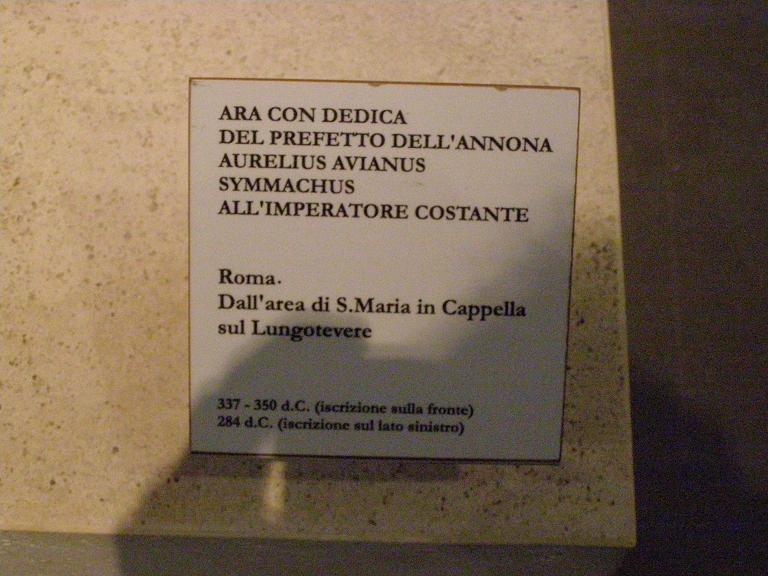 ARA CON DEDICA
DEL PREFETTO DELL'ANNONA
AURELIUS AVIANUS
SYMMACHUS
ALL'IMPERATORE COSTANTE
Roma.
Dall'area di S.Maria in Cappella
sul Lungotevere
337 - 350 d.C. (iscrizione sulla fronte)
284 d.C. (iscrizione sul lato sinistro)